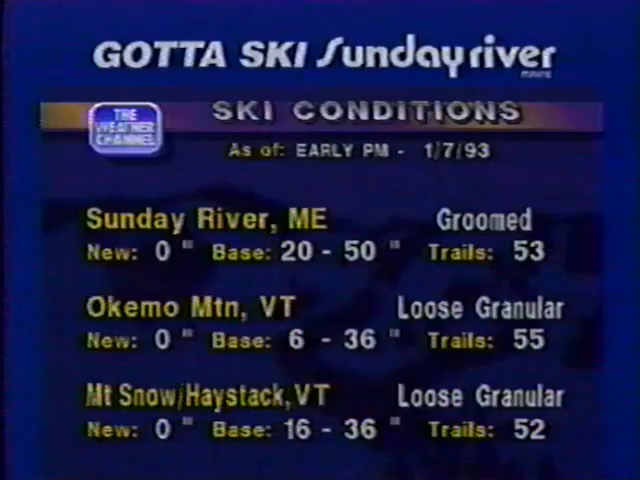 GOTTA SKI Sunday river
MAINE
THE
WEATHER
CHANNEL
SKI CONDITIONS
As of: EARLY PM - 1/7/93
Sunday River, ME Groomed
New: 0 " Base: 20 - 50 " Trails: 53
Okemo Mtn, VT Loose Granular
New: 0 " Base: 6 - 36 " Trails: 55
Mt Snow/Haystack, VT Loose Granular
New: 0 " Base: 16 - 36 " Trails: 52